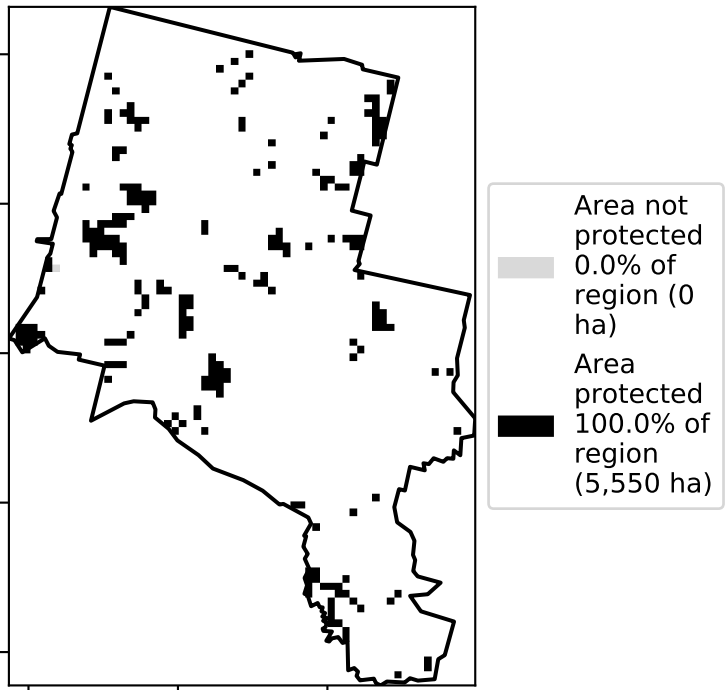 Area not
protected
0.0% of
region (0
ha)
Area
protected
100.0% of
region
(5,550 ha)